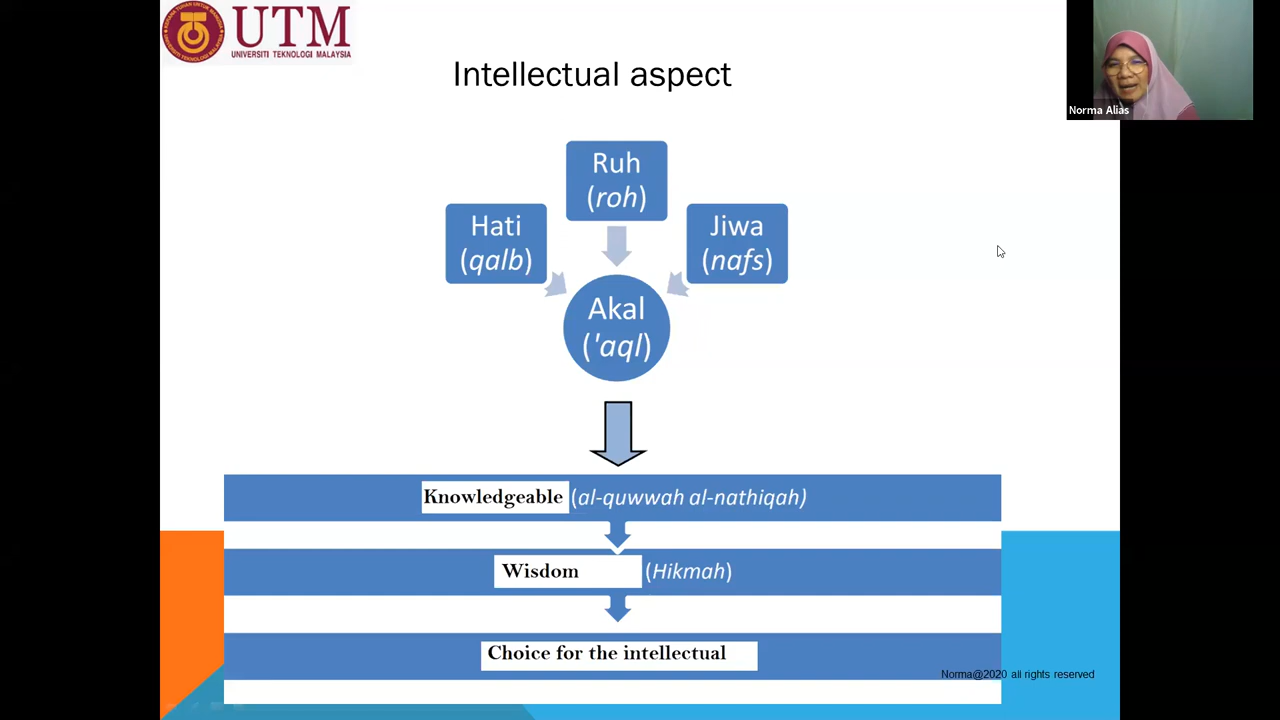 UTM
UNIVERSITI TEKNOLOGI MALAYSIA
Norma Alias
Intellectual aspect
Ruh
(roh)
Hati
(qalb)
Jiwa
(nafs)
Akal
('aql)
Knowledgeable (al-quwwah al-nathiqah)
Wisdom (Hikmah)
Choice for the intellectual
Norma@2020 all rights reserved